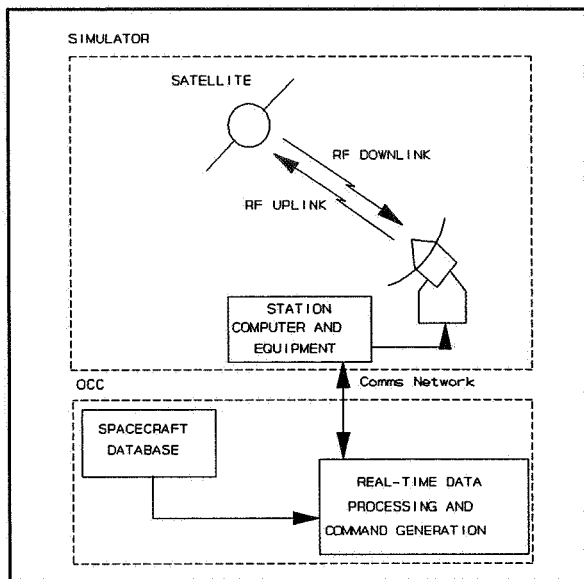 SIMULATOR
SATELLITE
RF DOWNLINK
RF UPLINK
STATION
COMPUTER AND
EQUIPMENT
OCC
Comms Network
SPACECRAFT
DATABASE
REAL-TIME DATA
PROCESSING AND
COMMAND GENERATION